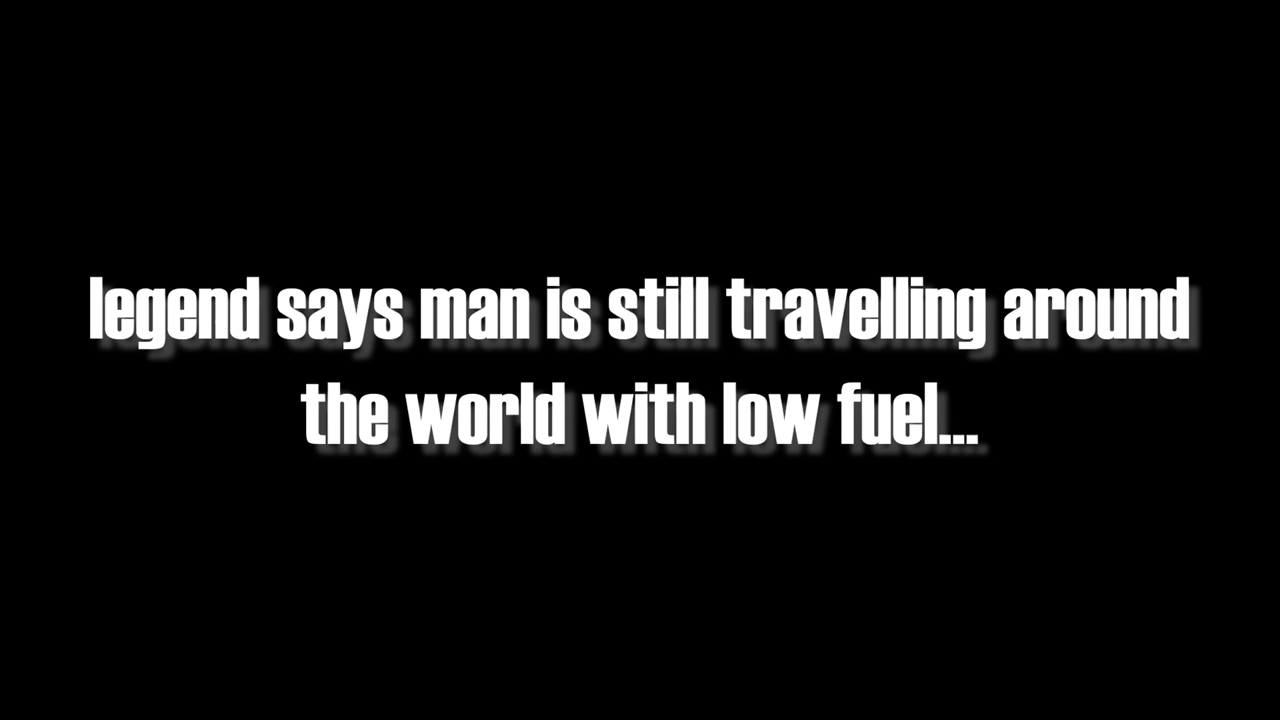 legend says man is still travelling around
the world with low fuel...